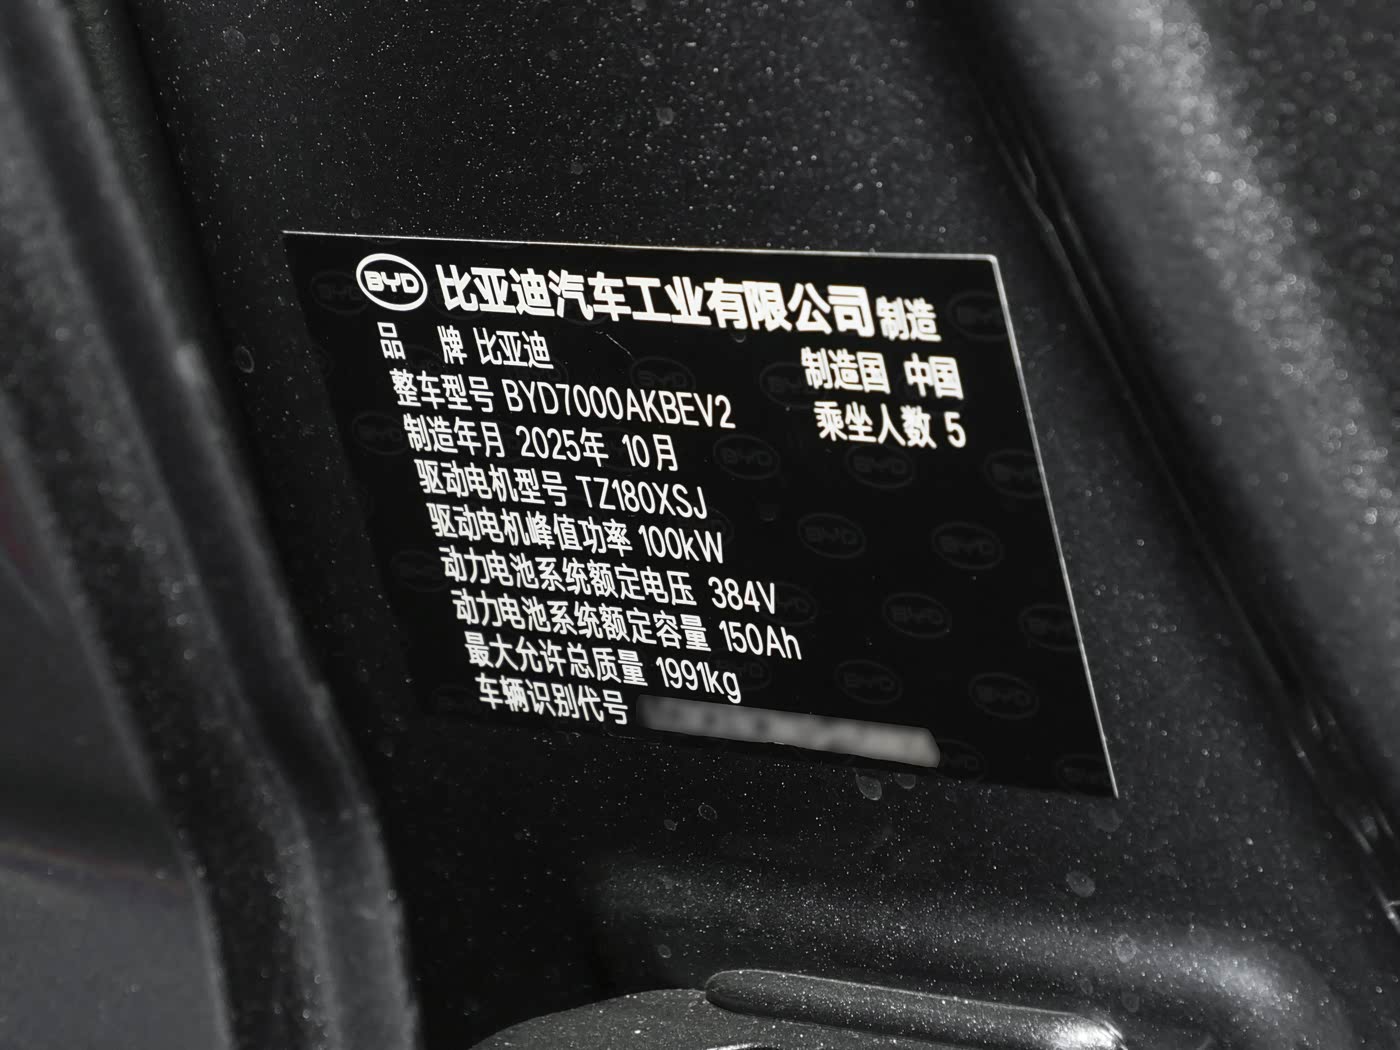 BYD 比亚迪汽车工业有限公司制造
品 牌 比亚迪 制造国 中国
整车型号 BYD7000AKBEV2 乘坐人数 5
制造年月 2025年 10月
驱动电机型号 TZ180XSJ
驱动电机峰值功率 100kW
动力电池系统额定电压 384V
动力电池系统额定容量 150Ah
最大允许总质量 1991kg
车辆识别代号